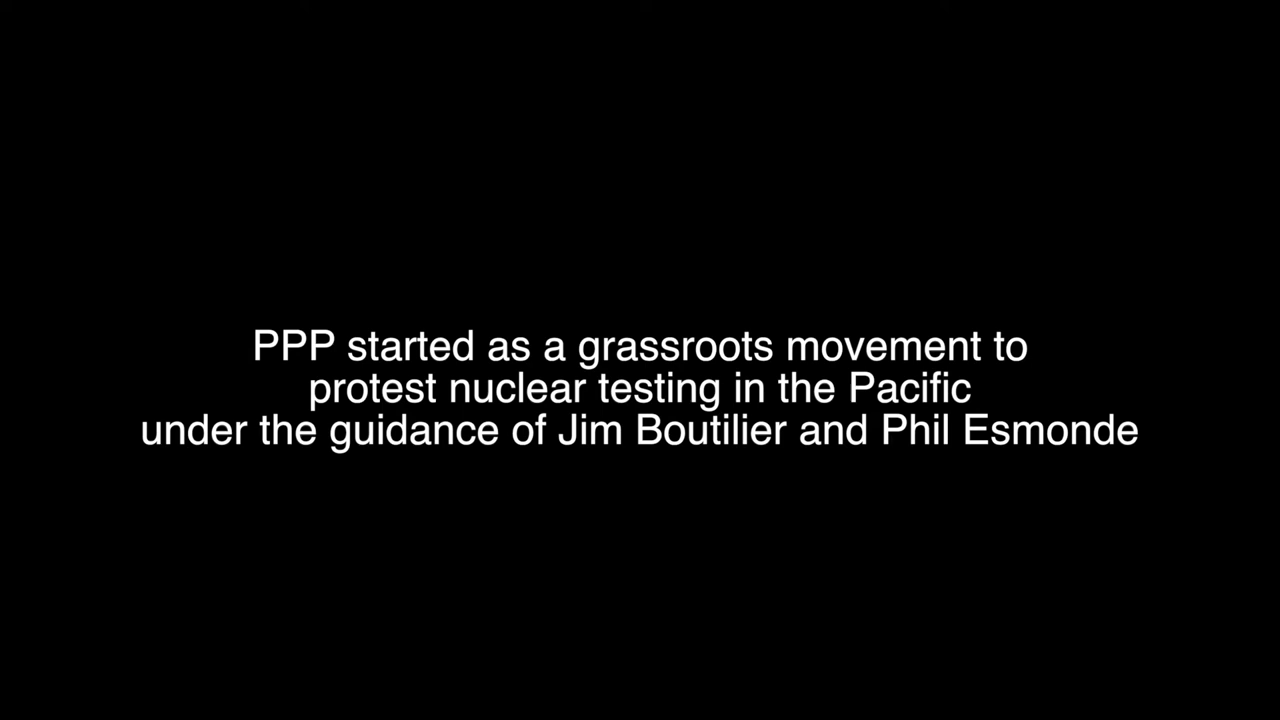 PPP started as a grassroots movement to
protest nuclear testing in the Pacific
under the guidance of Jim Boutilier and Phil Esmonde